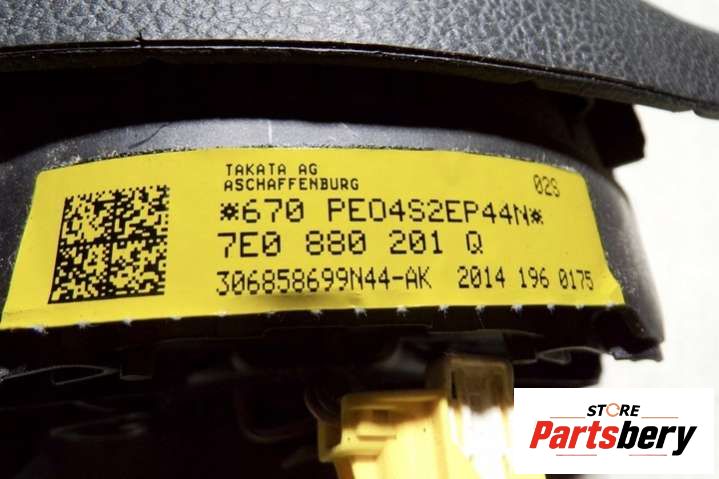 TAKATA AG
ASCHAFFENBURG
02S
*670 PE04S2EP44N*
7E0 880 201 Q
306858699N44-AK 2014 196 0175
STORE
Partsbery